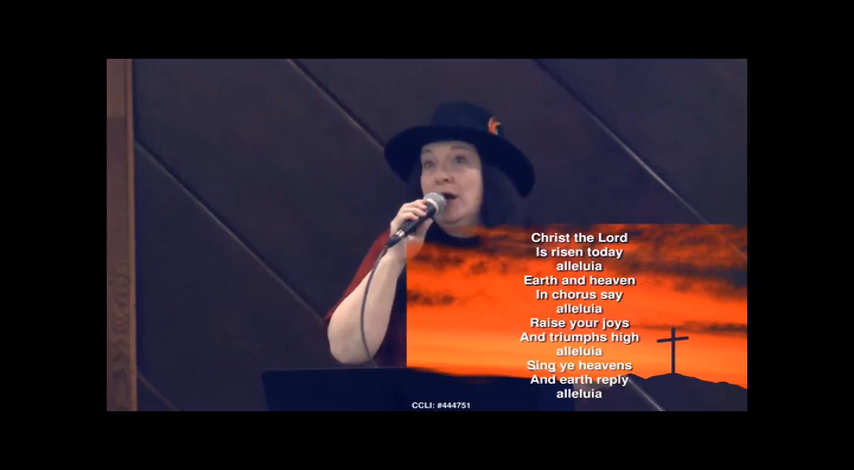 Christ the Lord
Is risen today
alleluia
Earth and heaven
In chorus say
alleluia
Raise your joys
And triumphs high
alleluia
Sing ye heavens
And earth reply
alleluia
CCLI: #444751